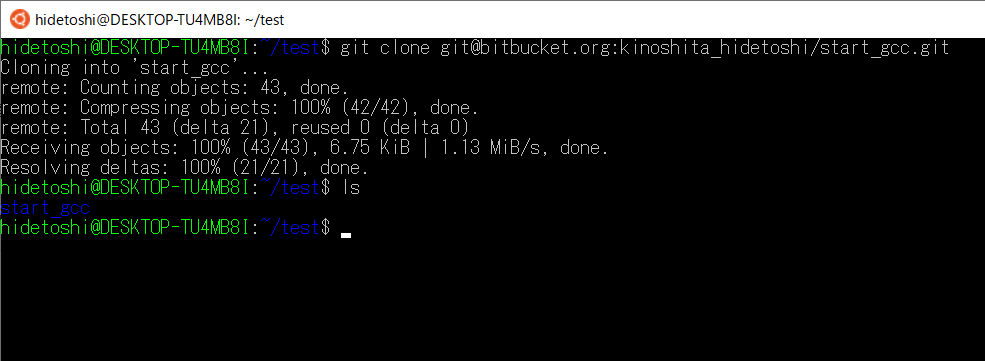 hidetoshi@DESKTOP-TU4MB8I: ~/test
hidetoshi@DESKTOP-TU4MB8I:~/test$ git clone git@bitbucket.org:kinoshita_hidetoshi/start_gcc.git
Cloning into 'start_gcc'...
remote: Counting objects: 43, done.
remote: Compressing objects: 100% (42/42), done.
remote: Total 43 (delta 21), reused 0 (delta 0)
Receiving objects: 100% (43/43), 6.75 KiB | 1.13 MiB/s, done.
Resolving deltas: 100% (21/21), done.
hidetoshi@DESKTOP-TU4MB8I:~/test$ ls
start_gcc
hidetoshi@DESKTOP-TU4MB8I:~/test$